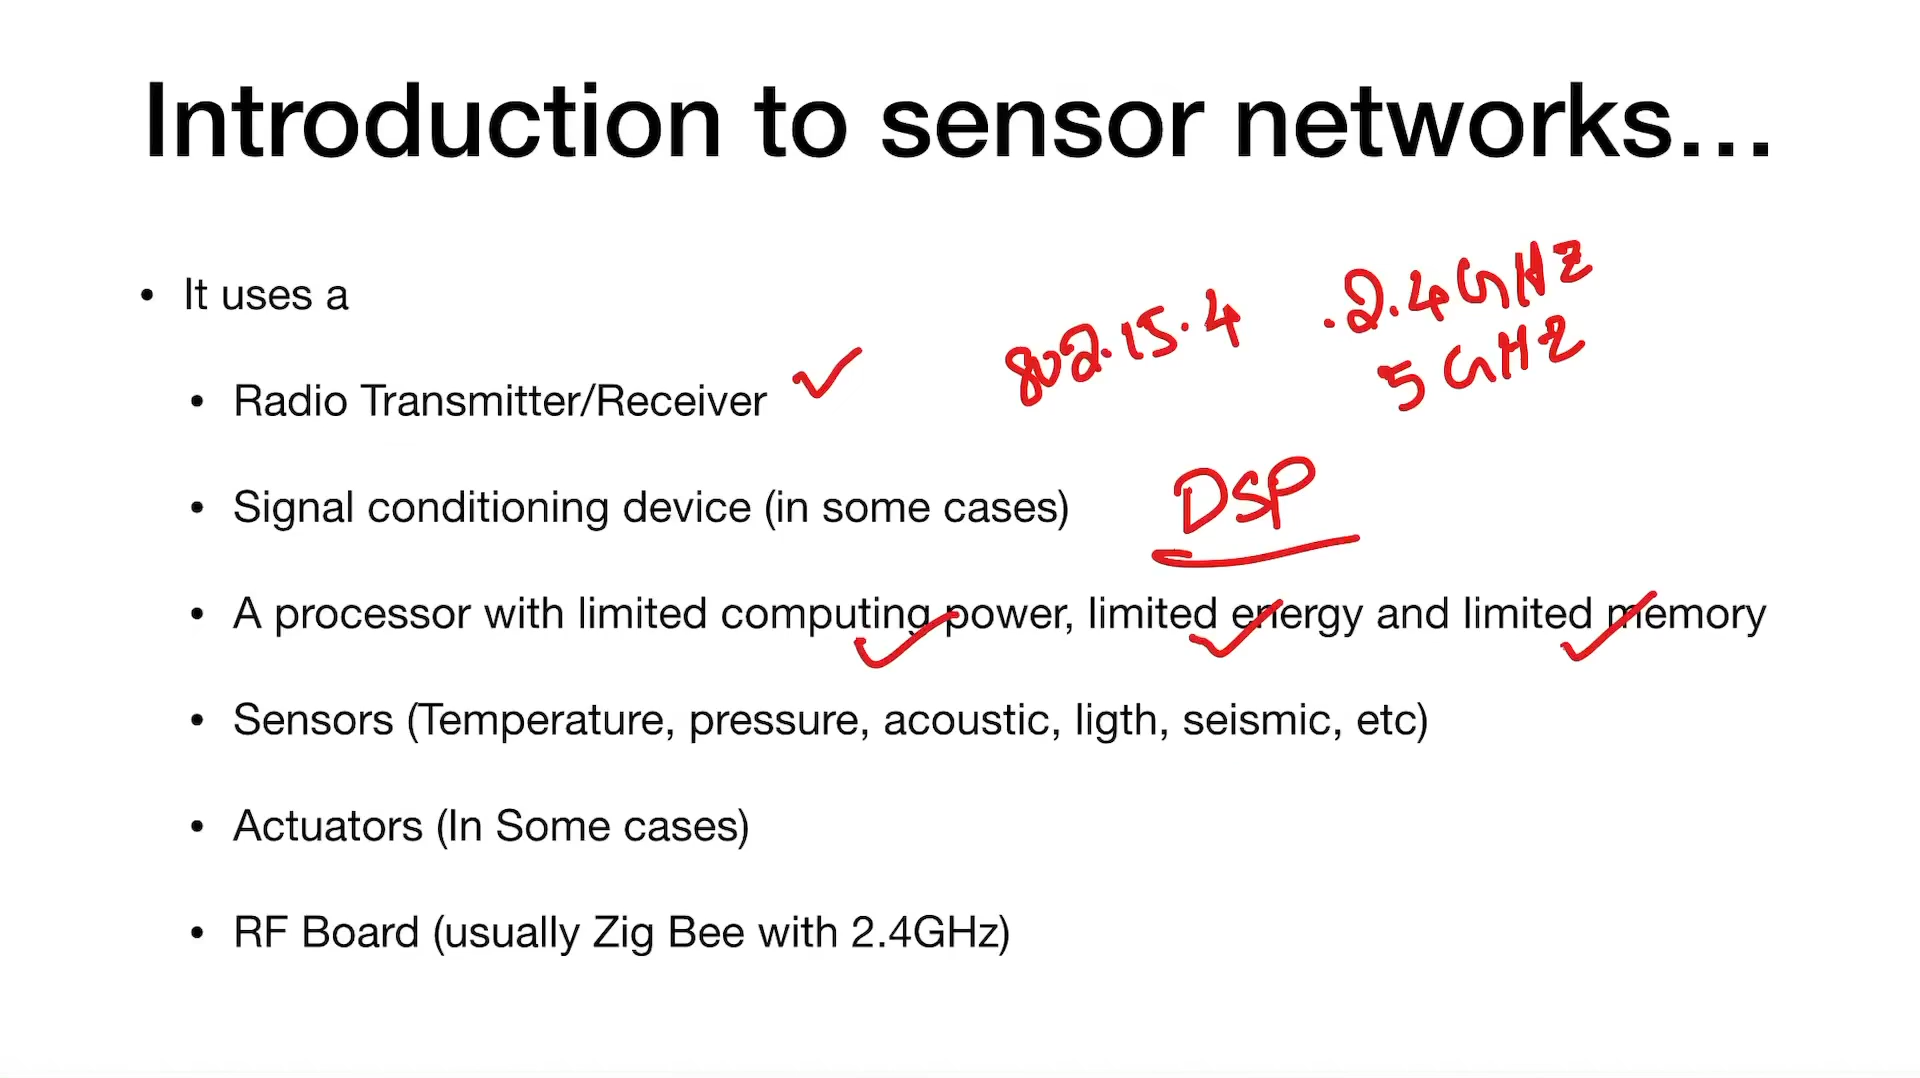 Introduction to sensor networks...
• It uses a
802.15.4 .2.4GHZ
5GHZ
• Radio Transmitter/Receiver
• Signal conditioning device (in some cases) DSP
• A processor with limited computing power, limited energy and limited memory
• Sensors (Temperature, pressure, acoustic, ligth, seismic, etc)
• Actuators (In Some cases)
• RF Board (usually Zig Bee with 2.4GHz)